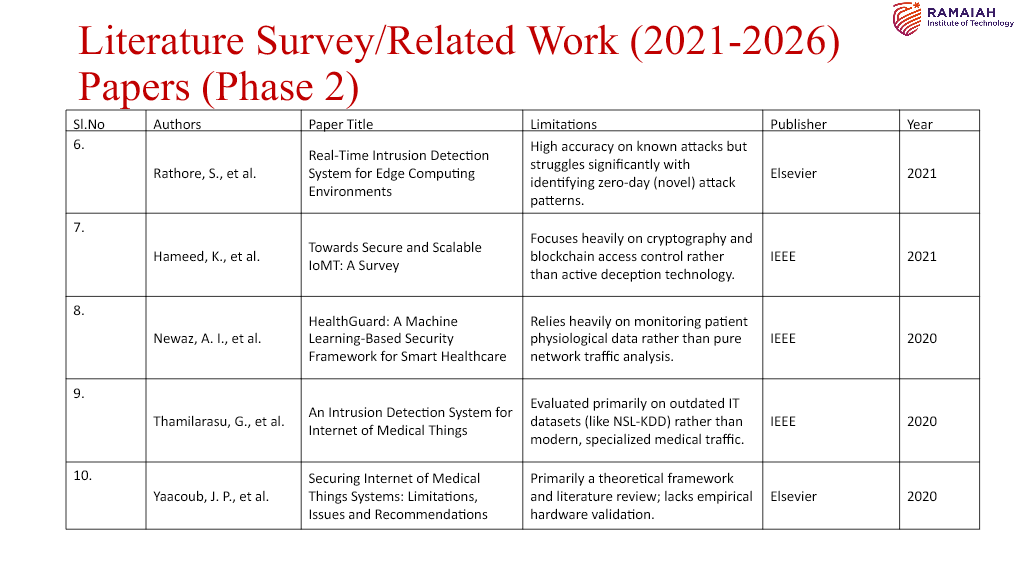 RAMAIAH
Institute of Technology
Literature Survey/Related Work (2021-2026)
Papers (Phase 2)
Sl.No Authors Paper Title Limitations Publisher Year
6.
Rathore, S., et al.
Real-Time Intrusion Detection
System for Edge Computing
Environments
High accuracy on known attacks but
struggles significantly with
identifying zero-day (novel) attack
patterns.
Elsevier
2021
7.
Hameed, K., et al.
Towards Secure and Scalable
IoMT: A Survey
Focuses heavily on cryptography and
blockchain access control rather
than active deception technology.
IEEE
2021
8.
Newaz, A. I., et al.
HealthGuard: A Machine
Learning-Based Security
Framework for Smart Healthcare
Relies heavily on monitoring patient
physiological data rather than pure
network traffic analysis.
IEEE
2020
9.
Thamilarasu, G., et al.
An Intrusion Detection System for
Internet of Medical Things
Evaluated primarily on outdated IT
datasets (like NSL-KDD) rather than
modern, specialized medical traffic.
IEEE
2020
10.
Yaacoub, J. P., et al.
Securing Internet of Medical
Things Systems: Limitations,
Issues and Recommendations
Primarily a theoretical framework
and literature review; lacks empirical
hardware validation.
Elsevier
2020